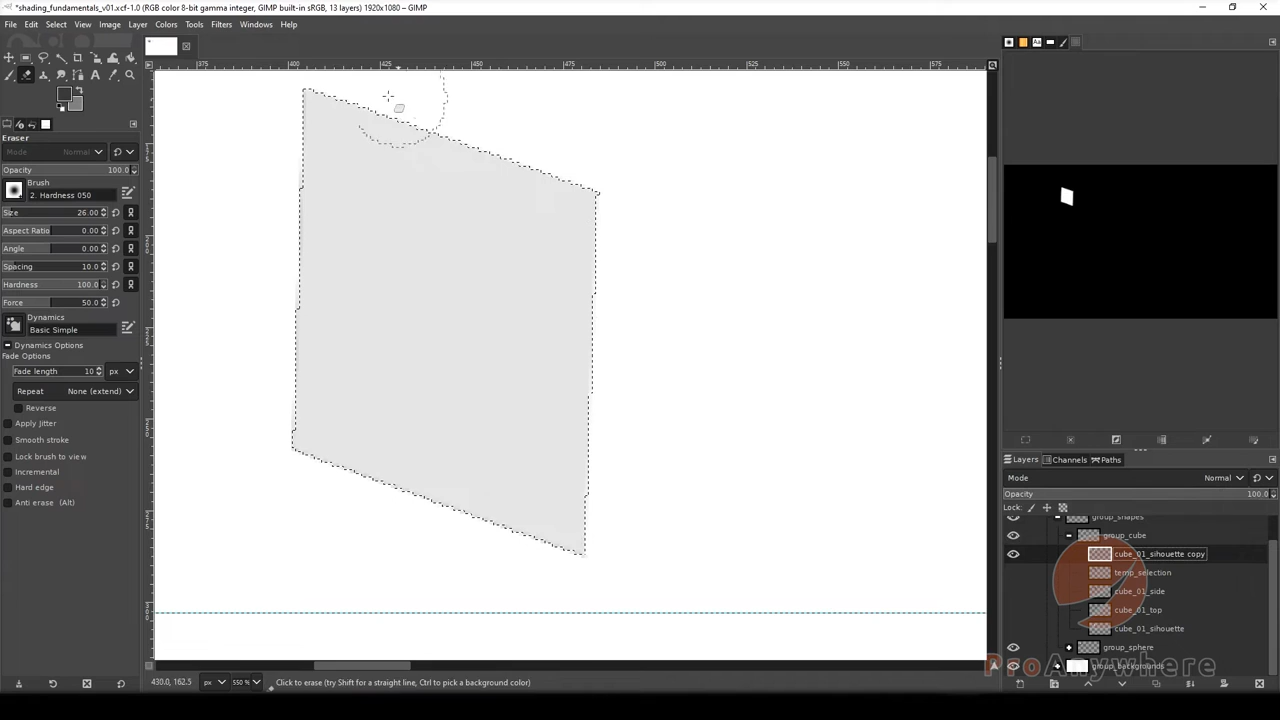 *shading_fundamentals_v01.xcf-1.0 (RGB color 8-bit gamma integer, GIMP built-in sRGB, 13 layers) 1920x1080 – GIMP
File Edit Select View Image Layer Colors Tools Filters Windows Help
375 400 425 450 475 500 525 550 575
Eraser
Mode Normal
Opacity 100.0
Brush
2. Hardness 050
Size 26.00
Aspect Ratio 0.00
Angle 0.00
Spacing 10.0
Hardness 100.0
Force 50.0
Dynamics
Basic Simple
Dynamics Options
Fade Options
Fade length 10 px
Repeat None (extend)
Reverse
Apply Jitter
Smooth stroke
Lock brush to view
Incremental
Hard edge
Anti erase (Alt)
Layers Channels Paths
Mode Normal
Opacity 100.0
Lock:
group_shapes
group_cube
cube_01_sihouette copy
temp_selection
cube_01_side
cube_01_top
cube_01_sihouette
group_sphere
group_backgrounds
ProAnywhere
430.0, 162.5 px 550 % Click to erase (try Shift for a straight line, Ctrl to pick a background color)